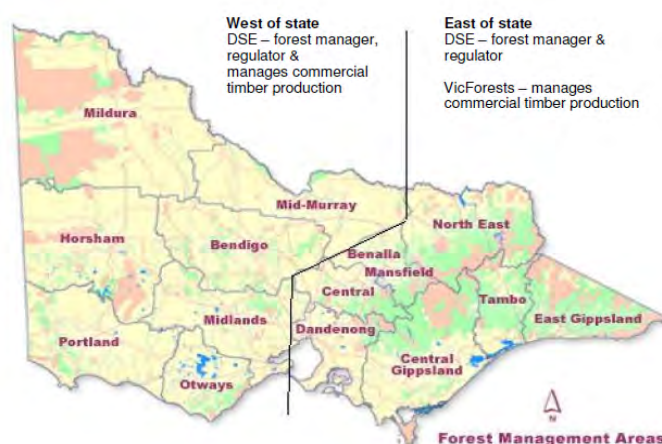 West of state
DSE – forest manager,
regulator &
manages commercial
timber production
East of state
DSE – forest manager &
regulator
VicForests – manages
commercial timber production
Mildura
Mid-Murray
North East
Horsham
Bendigo
Benalla
Mansfield
Central
Tambo
East Gippsland
Midlands
Dandenong
Portland
Central
Gippsland
Otways
N
Forest Management Areas